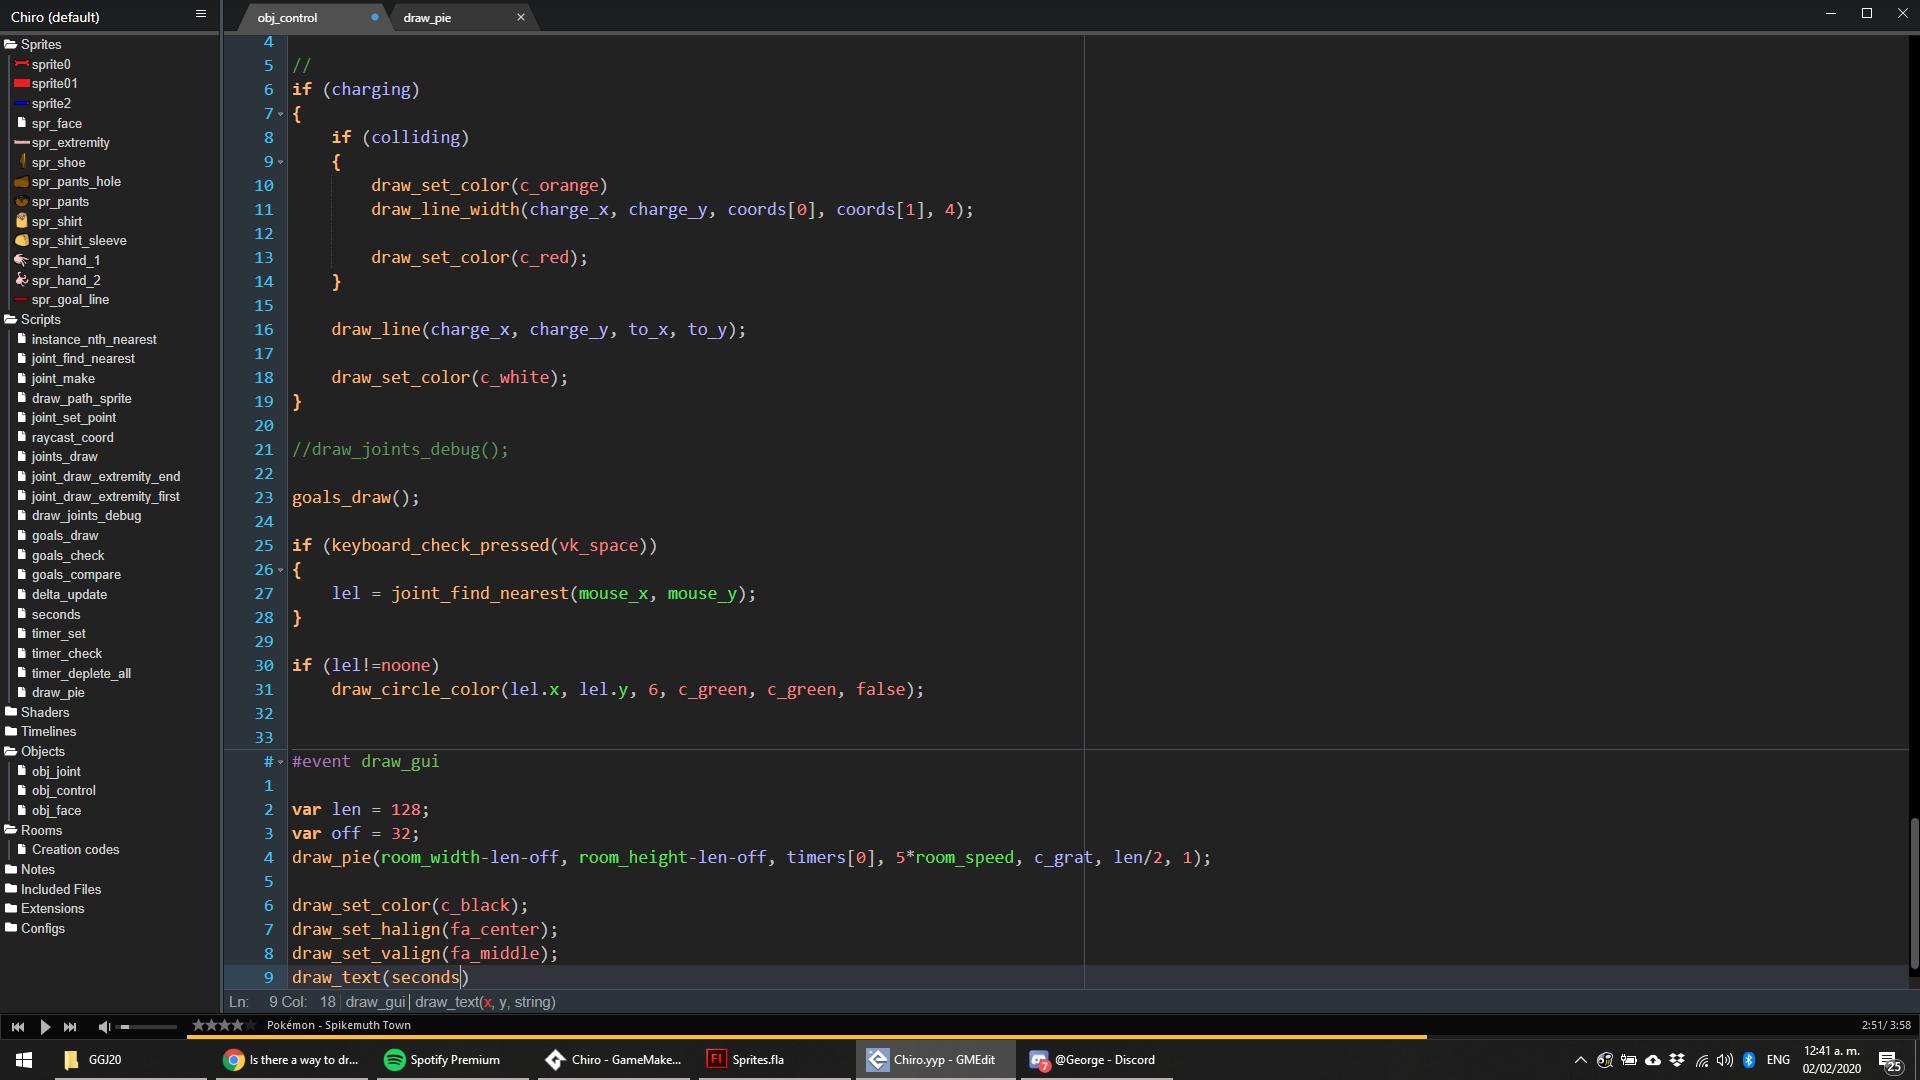 Chiro (default)
obj_control
draw_pie
Sprites
sprite0
sprite01
sprite2
spr_face
spr_extremity
spr_shoe
spr_pants_hole
spr_pants
spr_shirt
spr_shirt_sleeve
spr_hand_1
spr_hand_2
spr_goal_line
Scripts
instance_nth_nearest
joint_find_nearest
joint_make
draw_path_sprite
joint_set_point
raycast_coord
joints_draw
joint_draw_extremity_end
joint_draw_extremity_first
draw_joints_debug
goals_draw
goals_check
goals_compare
delta_update
seconds
timer_set
timer_check
timer_deplete_all
draw_pie
Shaders
Timelines
Objects
obj_joint
obj_control
obj_face
Rooms
Creation codes
Notes
Included Files
Extensions
Configs
4
5 //
6 if (charging)
7 {
8 if (colliding)
9 {
10 draw_set_color(c_orange)
11 draw_line_width(charge_x, charge_y, coords[0], coords[1], 4);
12
13 draw_set_color(c_red);
14 }
15
16 draw_line(charge_x, charge_y, to_x, to_y);
17
18 draw_set_color(c_white);
19 }
20
21 //draw_joints_debug();
22
23 goals_draw();
24
25 if (keyboard_check_pressed(vk_space))
26 {
27 lel = joint_find_nearest(mouse_x, mouse_y);
28 }
29
30 if (lel!=noone)
31 draw_circle_color(lel.x, lel.y, 6, c_green, c_green, false);
32
33
# #event draw_gui
1
2 var len = 128;
3 var off = 32;
4 draw_pie(room_width-len-off, room_height-len-off, timers[0], 5*room_speed, c_grat, len/2, 1);
5
6 draw_set_color(c_black);
7 draw_set_halign(fa_center);
8 draw_set_valign(fa_middle);
9 draw_text(seconds)
Ln: 9 Col: 18 draw_gui draw_text(x, y, string)
Pokémon - Spikemuth Town
2:51/ 3:58
GGJ20
Is there a way to dr...
Spotify Premium
Chiro - GameMake...
Fl
Sprites.fla
Chiro.yyp - GMEdit
7
@George - Discord
ENG
12:41 a. m.
02/02/2020
25